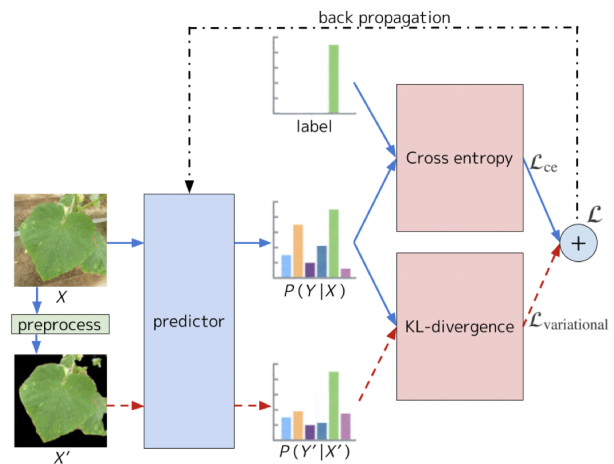 back propagation
label
Cross entropy
ℒce
ℒ
+
X
P(Y|X)
preprocess
predictor
KL-divergence
ℒvariational
X′
P(Y′|X′)